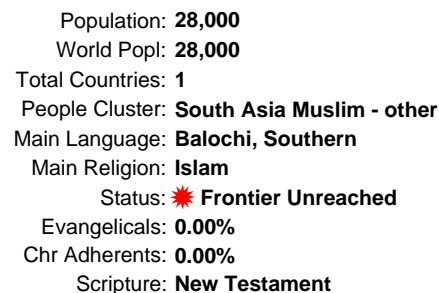 Population: 28,000
World Popl: 28,000
Total Countries: 1
People Cluster: South Asia Muslim - other
Main Language: Balochi, Southern
Main Religion: Islam
Status: Frontier Unreached
Evangelicals: 0.00%
Chr Adherents: 0.00%
Scripture: New Testament